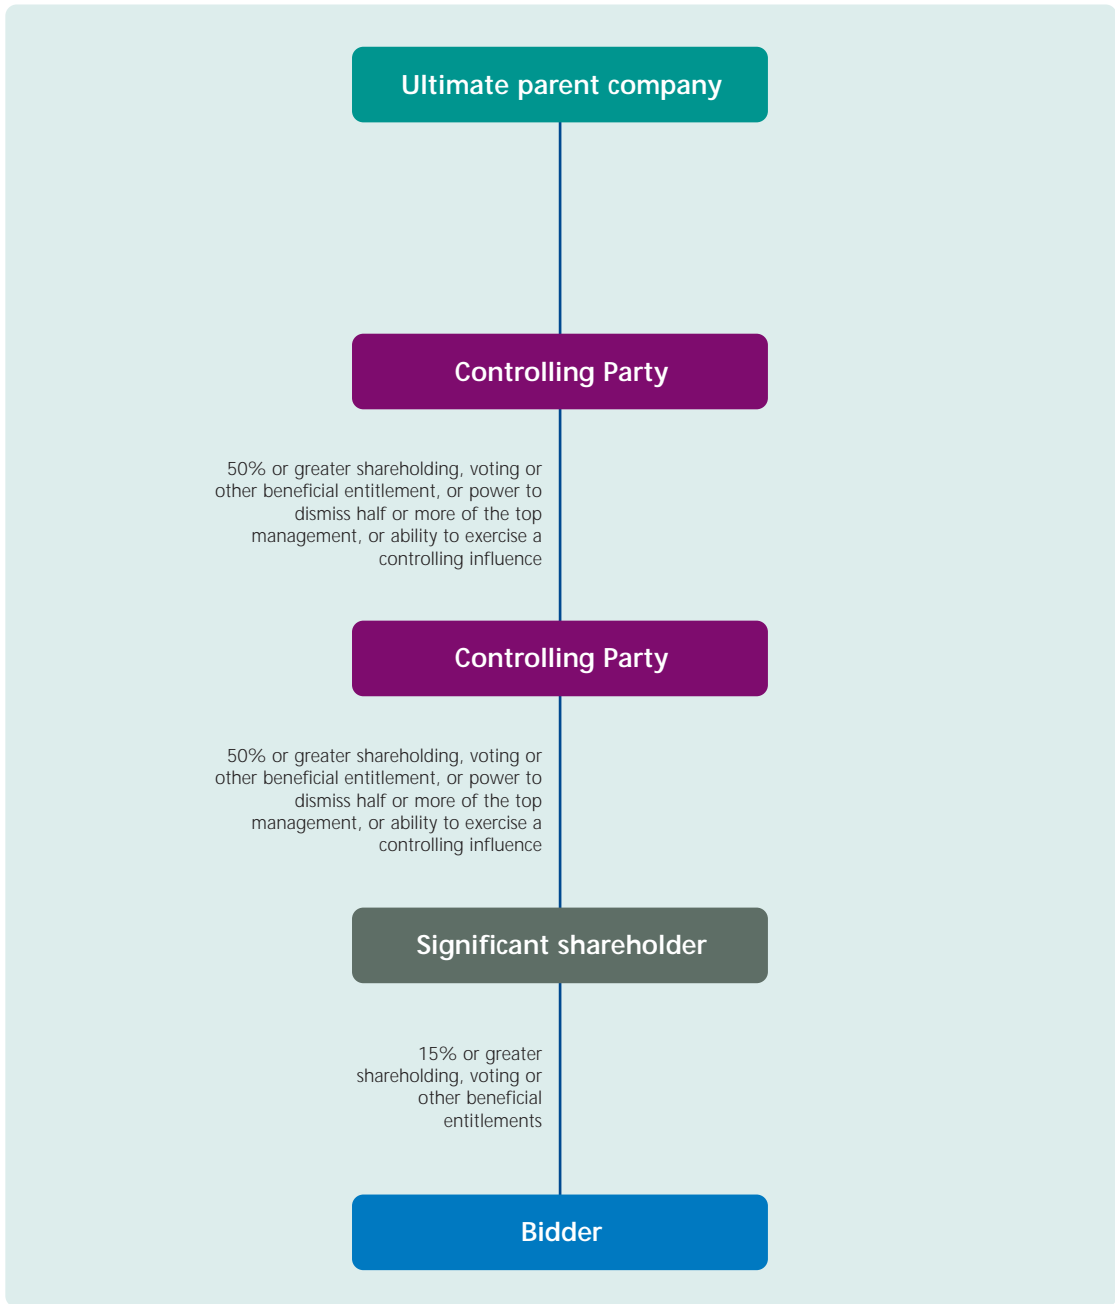 Ultimate parent company
Controlling Party
50% or greater shareholding, voting or
other beneficial entitlement, or power to
dismiss half or more of the top
management, or ability to exercise a
controlling influence
Controlling Party
50% or greater shareholding, voting or
other beneficial entitlement, or power to
dismiss half or more of the top
management, or ability to exercise a
controlling influence
Significant shareholder
15% or greater
shareholding, voting or
other beneficial
entitlements
Bidder